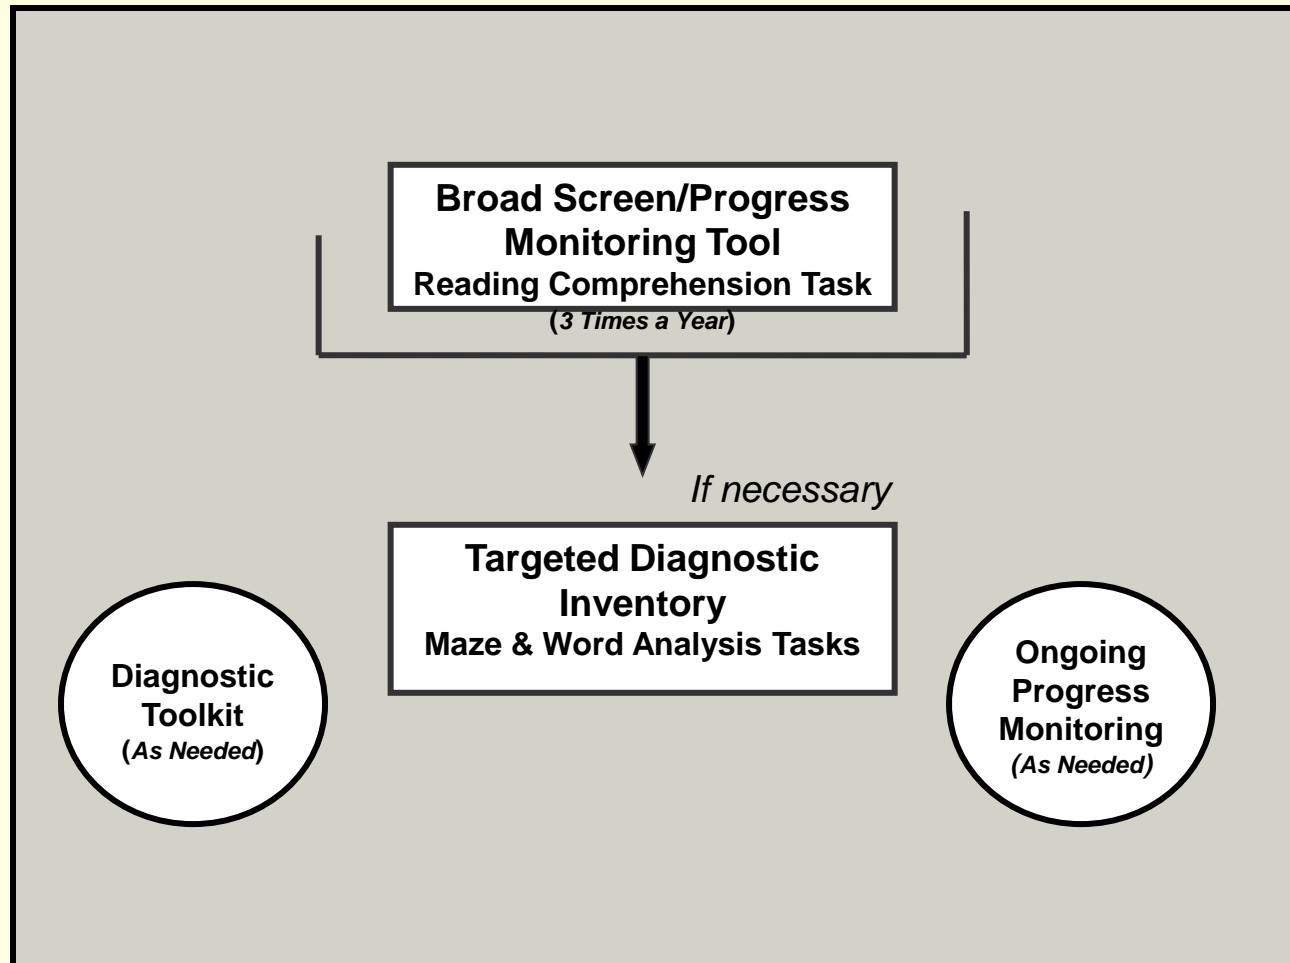 Broad Screen/Progress
Monitoring Tool
Reading Comprehension Task
(3 Times a Year)
If necessary
Targeted Diagnostic
Inventory
Maze & Word Analysis Tasks
Diagnostic
Toolkit
(As Needed)
Ongoing
Progress
Monitoring
(As Needed)